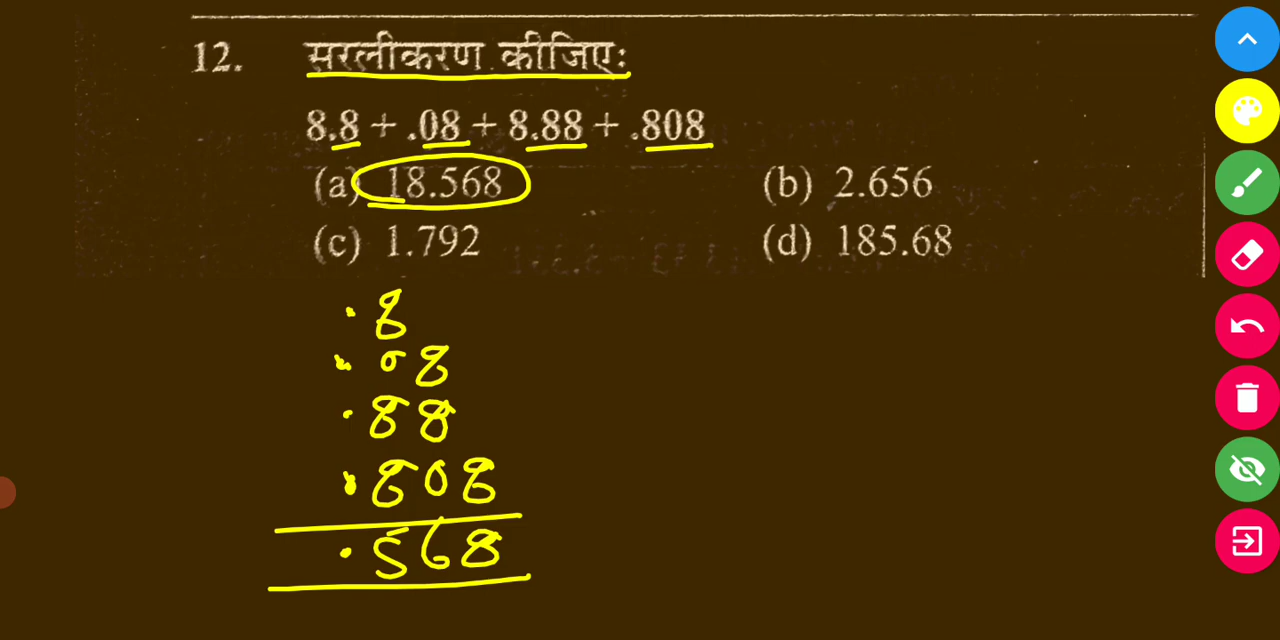 12. सरलीकरण कीजिए:
8.8 + .08 + 8.88 + .808
(a) 18.568 (b) 2.656
(c) 1.792 (d) 185.68
.8
.08
.88
.808
.568